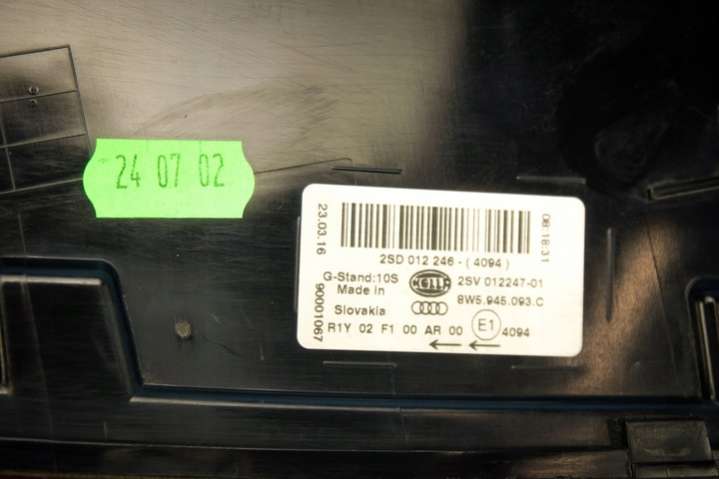 24 07 02
23.03.16
08:18:31
2SD 012 246 - ( 4094 )
G-Stand:10S
2SV 012247-01
Made in
8W5.945.093.C
Slovakia
R1Y 02 F1 00 AR 00 E1 4094
90001067